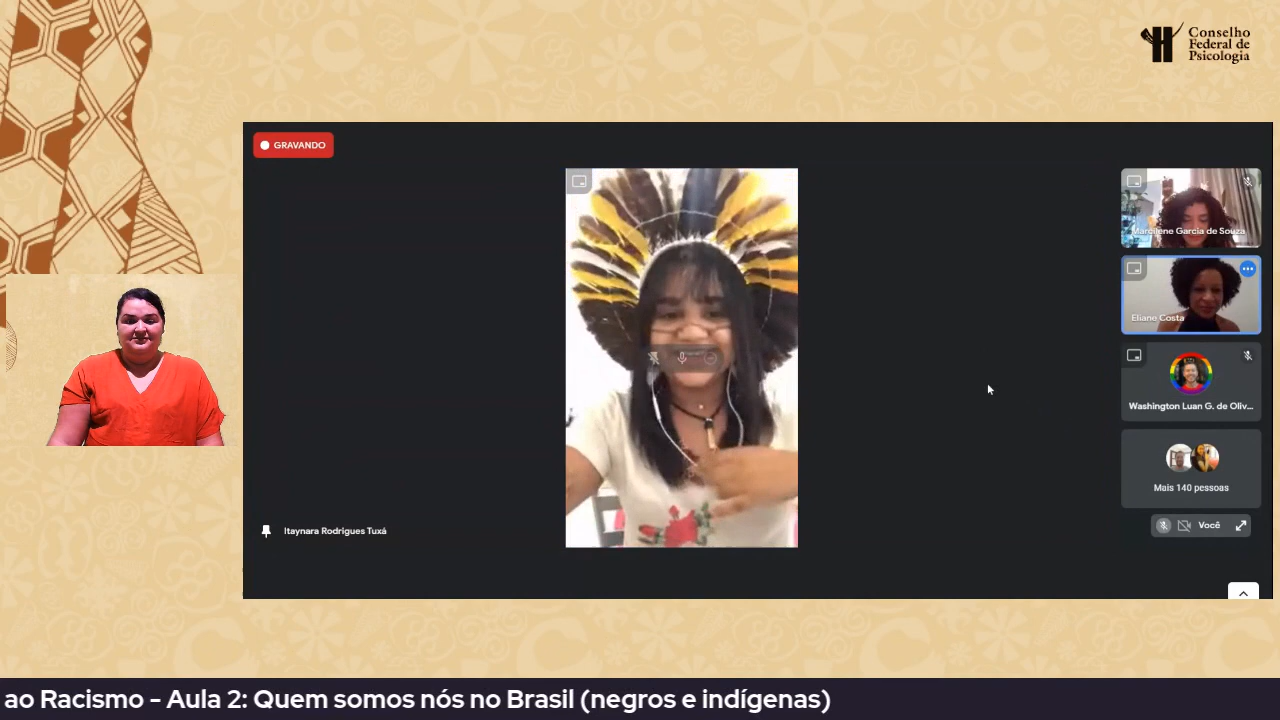 Conselho
Federal de
Psicologia
GRAVANDO
Marcilene Garcia de Souza
Eliane Costa
Washington Luan G. de Oliv...
Mais 140 pessoas
Itaynara Rodrigues Tuxá
Você
ao Racismo - Aula 2: Quem somos nós no Brasil (negros e indígenas)